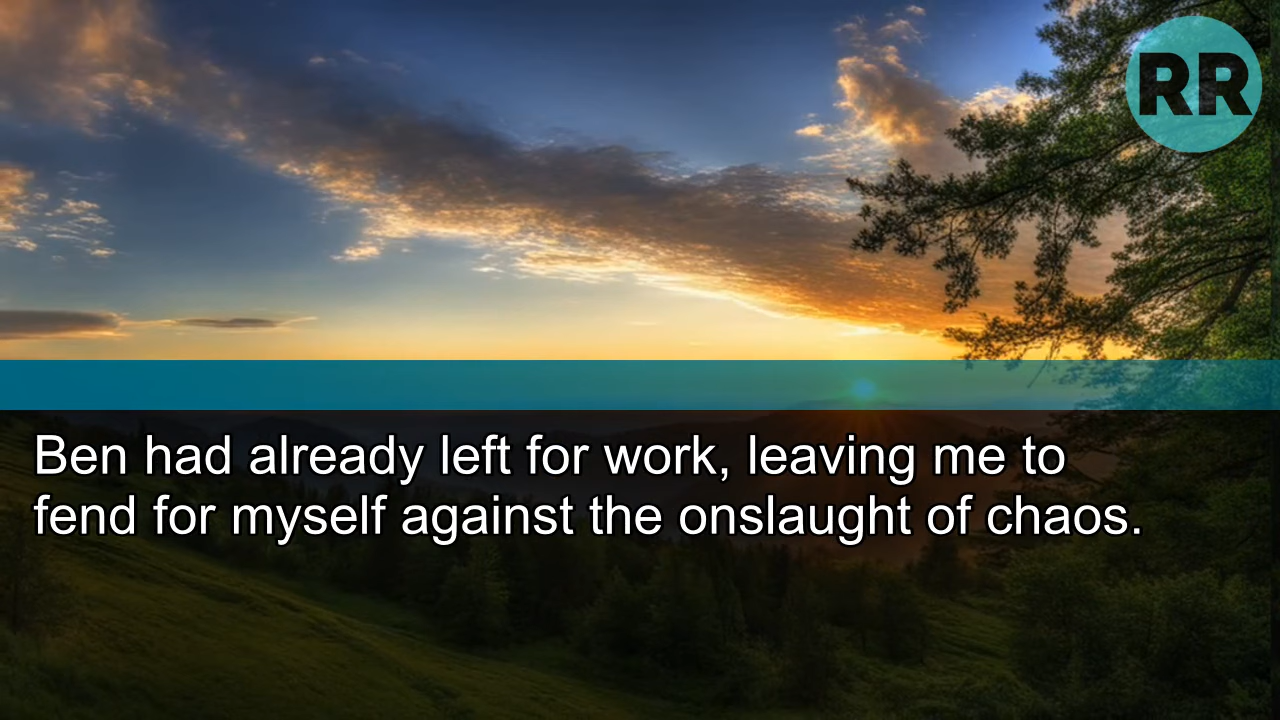 RR
Ben had already left for work, leaving me to
fend for myself against the onslaught of chaos.